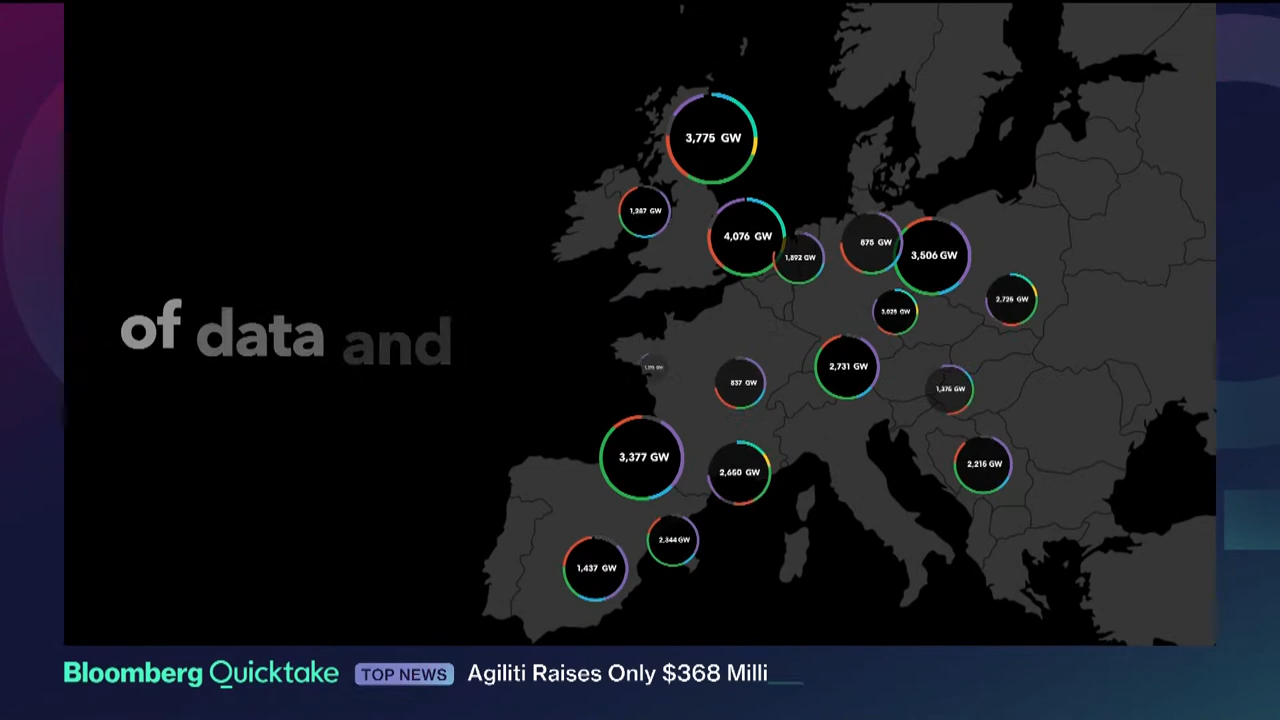 3,775 GW
1,287 GW
4,076 GW
1,892 GW
875 GW
3,506 GW
2,726 GW
3,025 GW
of data and
2,731 GW
837 GW
1,376 GW
3,377 GW
2,650 GW
2,216 GW
2,344 GW
1,437 GW
Bloomberg Quicktake TOP NEWS Agiliti Raises Only $368 Milli